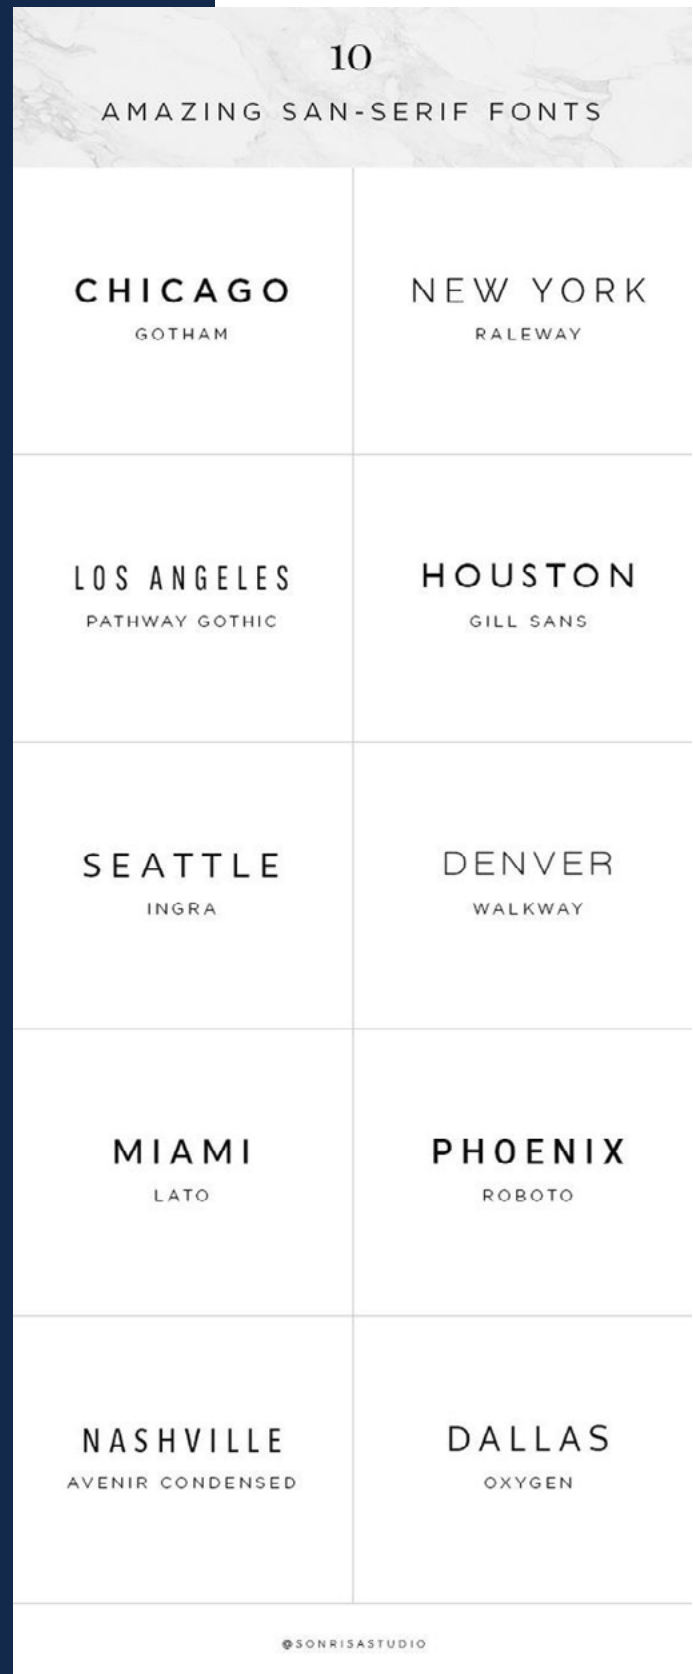 10
AMAZING SAN-SERIF FONTS
CHICAGO
GOTHAM
NEW YORK
RALEWAY
LOS ANGELES
PATHWAY GOTHIC
HOUSTON
GILL SANS
SEATTLE
INGRA
DENVER
WALKWAY
MIAMI
LATO
PHOENIX
ROBOTO
NASHVILLE
AVENIR CONDENSED
DALLAS
OXYGEN
@SONRISASTUDIO